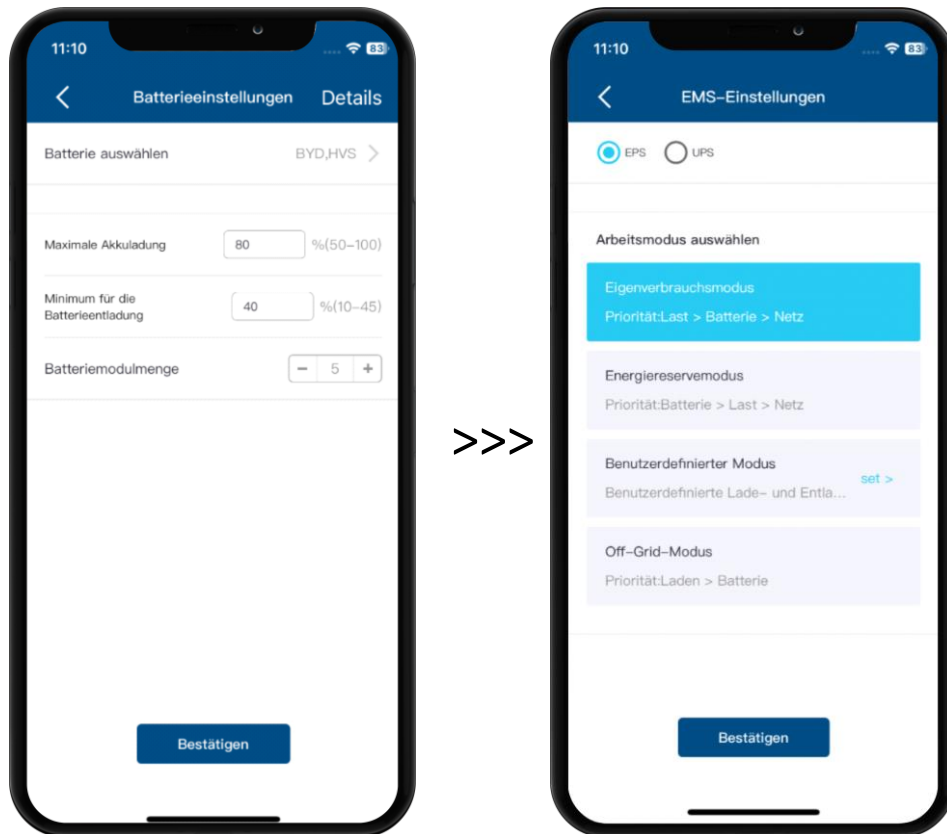 11:10
83
Batterieeinstellungen
Details
Batterie auswählen
BYD,HVS >
Maximale Akkuladung
80
%(50-100)
Minimum für die
Batterieentladung
40
%(10-45)
Batteriemodulmenge
- 5 +
Bestätigen
>>>
11:10
83
EMS-Einstellungen
EPS
UPS
Arbeitsmodus auswählen
Eigenverbrauchsmodus
Priorität:Last > Batterie > Netz
Energiereservemodus
Priorität:Batterie > Last > Netz
Benutzerdefinierter Modus
Benutzerdefinierte Lade- und Entla...
set >
Off-Grid-Modus
Priorität:Laden > Batterie
Bestätigen